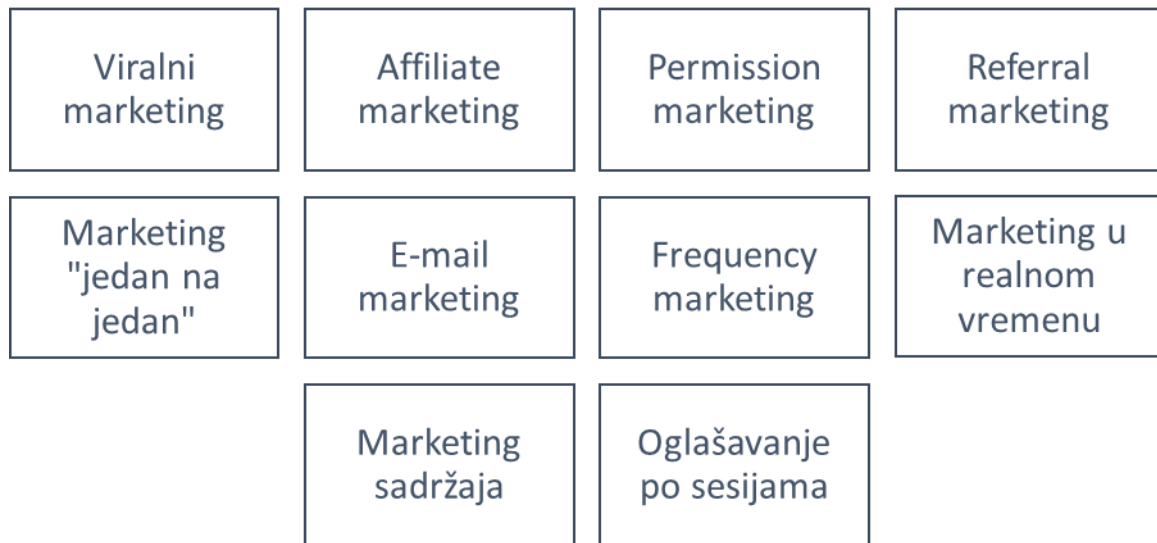 Viralni
marketing
Affiliate
marketing
Permission
marketing
Referral
marketing
Marketing
"jedan na
jedan"
E-mail
marketing
Frequency
marketing
Marketing u
realnom
vremenu
Marketing
sadržaja
Oglašavanje
po sesijama